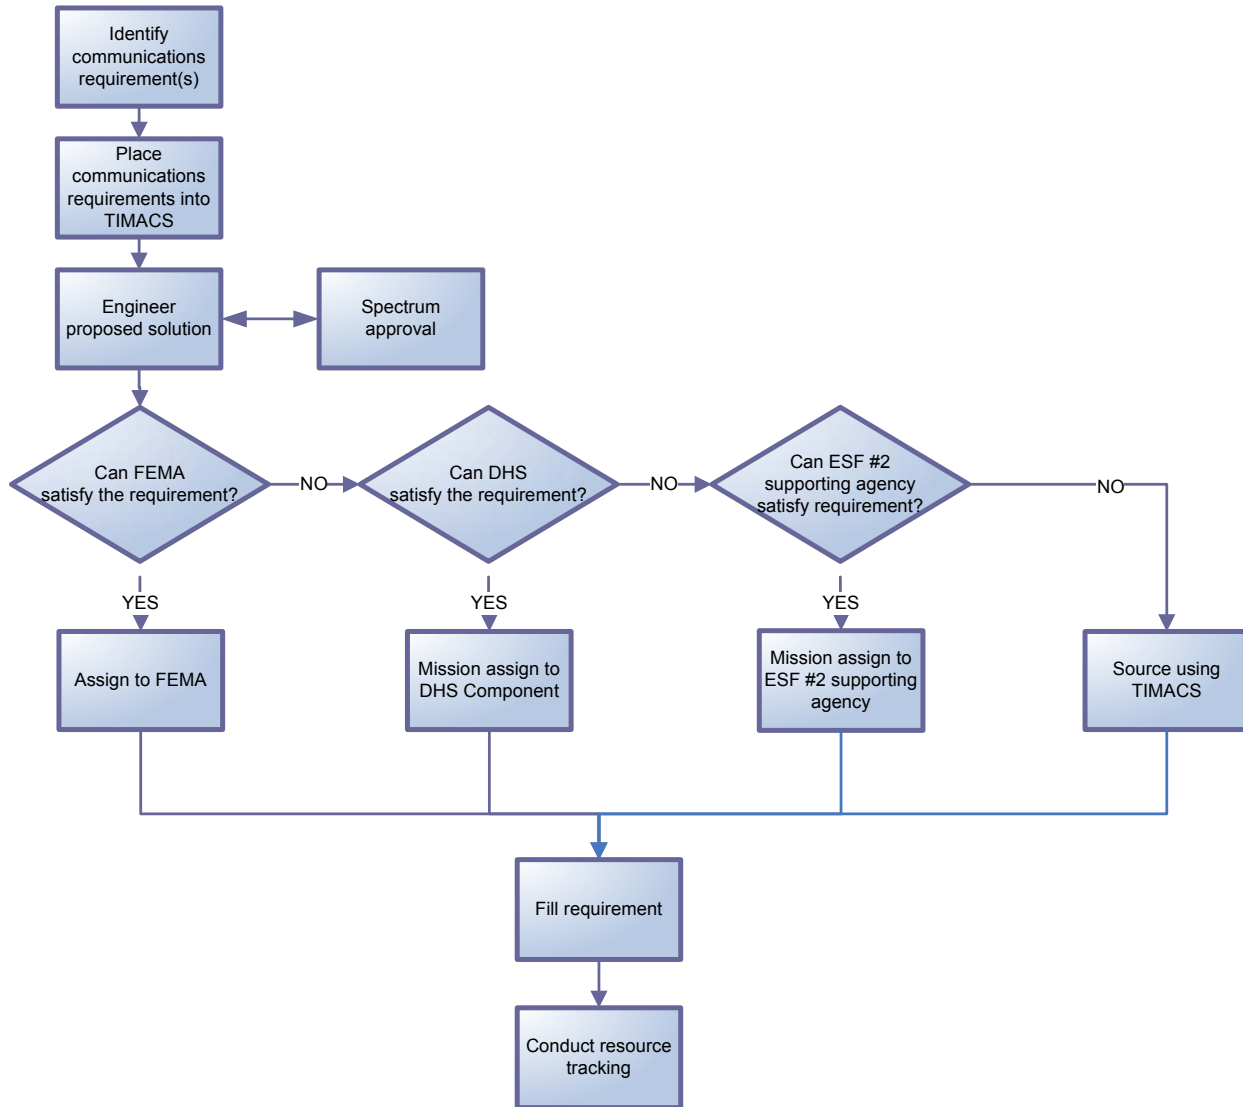 Identify
communications
requirement(s)
Place
communications
requirements into
TIMACS
Engineer
proposed solution
Spectrum
approval
Can FEMA
satisfy the requirement?
NO
Can DHS
satisfy the requirement?
NO
Can ESF #2
supporting agency
satisfy requirement?
NO
YES
YES
YES
Assign to FEMA
Mission assign to
DHS Component
Mission assign to
ESF #2 supporting
agency
Source using
TIMACS
Fill requirement
Conduct resource
tracking